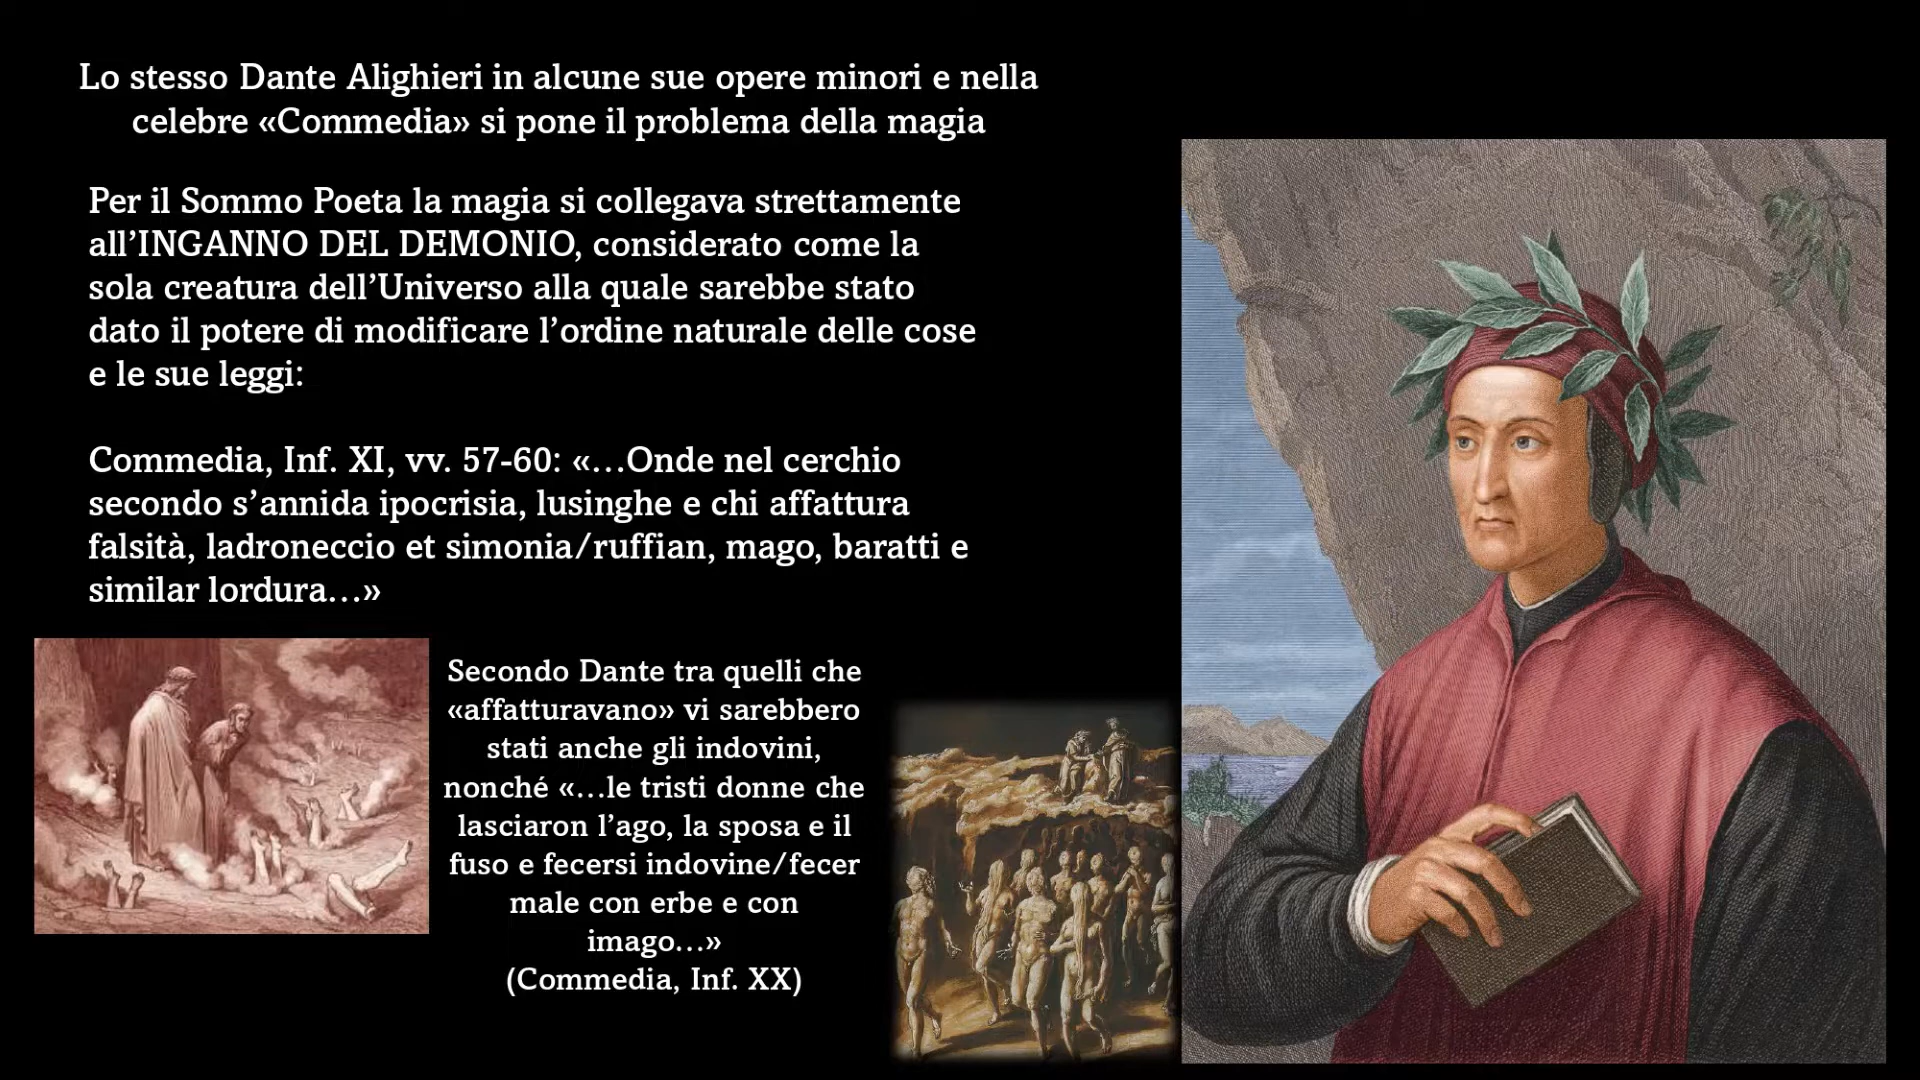 Lo stesso Dante Alighieri in alcune sue opere minori e nella
celebre «Commedia» si pone il problema della magia
Per il Sommo Poeta la magia si collegava strettamente
all’INGANNO DEL DEMONIO, considerato come la
sola creatura dell’Universo alla quale sarebbe stato
dato il potere di modificare l’ordine naturale delle cose
e le sue leggi:
Commedia, Inf. XI, vv. 57-60: «…Onde nel cerchio
secondo s’annida ipocrisia, lusinghe e chi affattura
falsità, ladroneccio et simonia/ruffian, mago, baratti e
similar lordura…»
Secondo Dante tra quelli che
«affatturavano» vi sarebbero
stati anche gli indovini,
nonché «…le tristi donne che
lasciaron l’ago, la sposa e il
fuso e fecersi indovine/fecer
male con erbe e con
imago…»
(Commedia, Inf. XX)